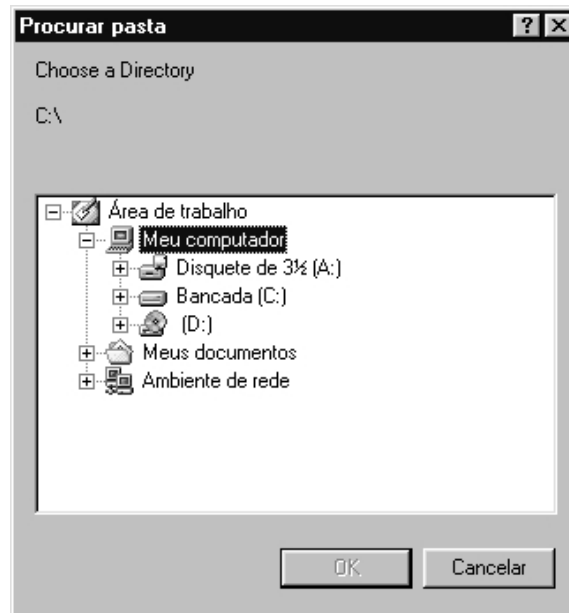 Procurar pasta
Choose a Directory
C:\
Área de trabalho
Meu computador
Disquete de 3½ (A:)
Bancada (C:)
(D:)
Meus documentos
Ambiente de rede
OK Cancelar